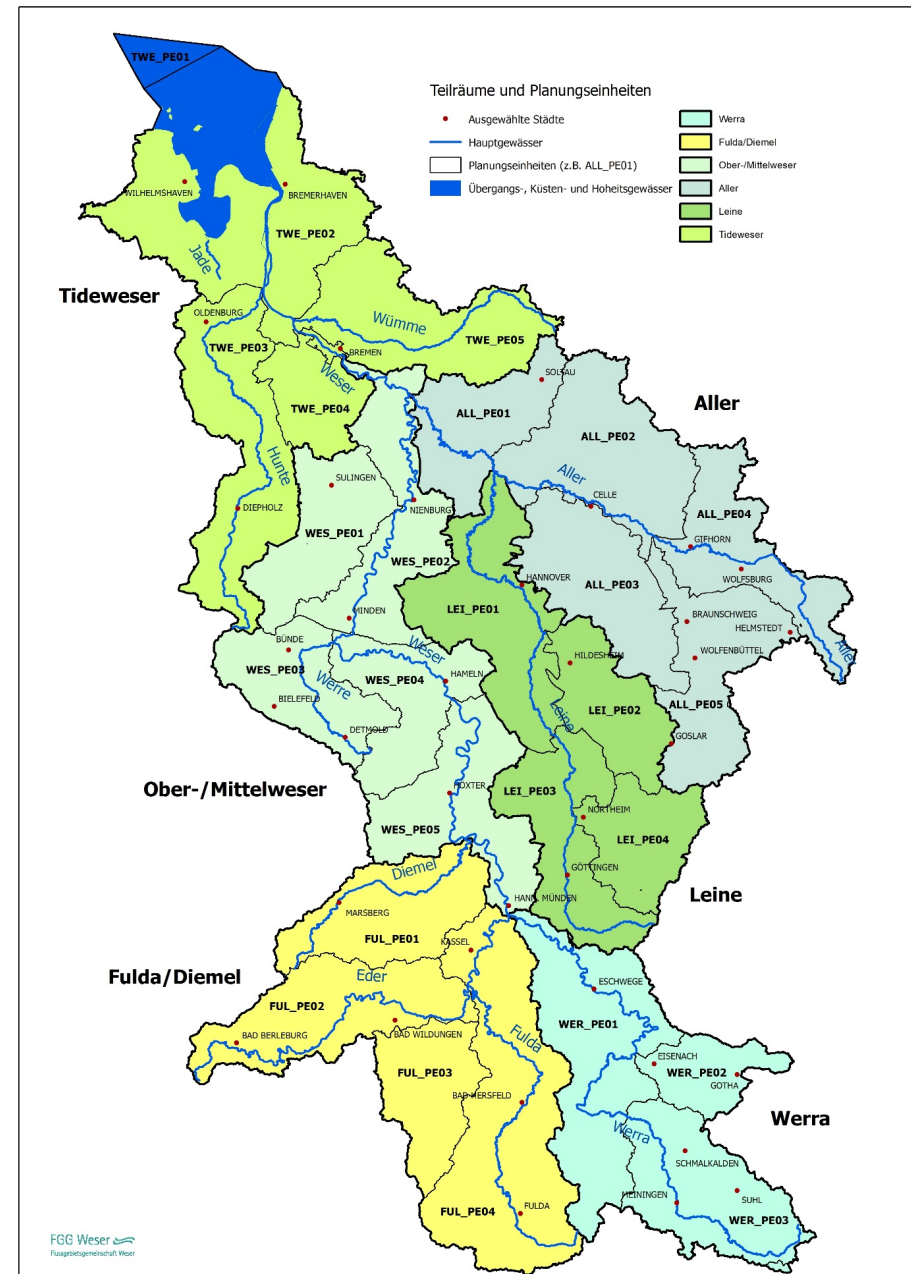 TWE_PE01
Teilräume und Planungseinheiten
Ausgewählte Städte
Hauptgewässer
Planungseinheiten (z.B. ALL_PE01)
Übergangs-, Küsten- und Hoheitsgewässer
Werra
Fulda/Diemel
Ober-/Mittelweser
Aller
Leine
Tideweser
WILHELMSHAVEN
BREMERHAVEN
TWE_PE02
Jade
Tideweser
OLDENBURG
Wümme
TWE_PE03
TWE_PE05
BREMEN
Weser
SOLTAU
TWE_PE04
ALL_PE01
Aller
ALL_PE02
Hunte
Aller
SULINGEN
CELLE
NIENBURG
DIEPHOLZ
ALL_PE04
WES_PE01
GIFHORN
WES_PE02
ALL_PE03
WOLFSBURG
HANNOVER
LEI_PE01
MINDEN
BRAUNSCHWEIG
HELMSTEDT
BÜNDE
Weser
WES_PE03
HILDESHEIM
WOLFENBÜTTEL
Aller
WES_PE04
HAMELN
Werre
BIELEFELD
LEI_PE02
ALL_PE05
Leine
DETMOLD
GOSLAR
LEI_PE03
Ober-/Mittelweser
HÖXTER
NORTHEIM
WES_PE05
LEI_PE04
Diemel
GÖTTINGEN
Leine
MARSBERG
HANN. MÜNDEN
FUL_PE01
KASSEL
Fulda/Diemel
Eder
ESCHWEGE
FUL_PE02
WER_PE01
BAD BERLEBURG
BAD WILDUNGEN
Fulda
EISENACH
FUL_PE03
WER_PE02
GOTHA
BAD HERSFELD
Werra
Werra
SCHMALKALDEN
MEININGEN
SUHL
FUL_PE04
FULDA
WER_PE03
FGG Weser
Flussgebietsgemeinschaft Weser